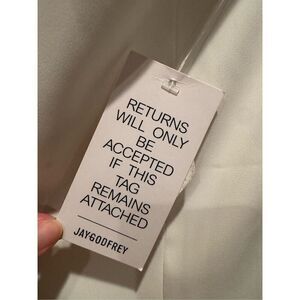 RETURNS
WILL ONLY
BE
ACCEPTED
IF THIS
TAG
REMAINS
ATTACHED
JAYGODFREY